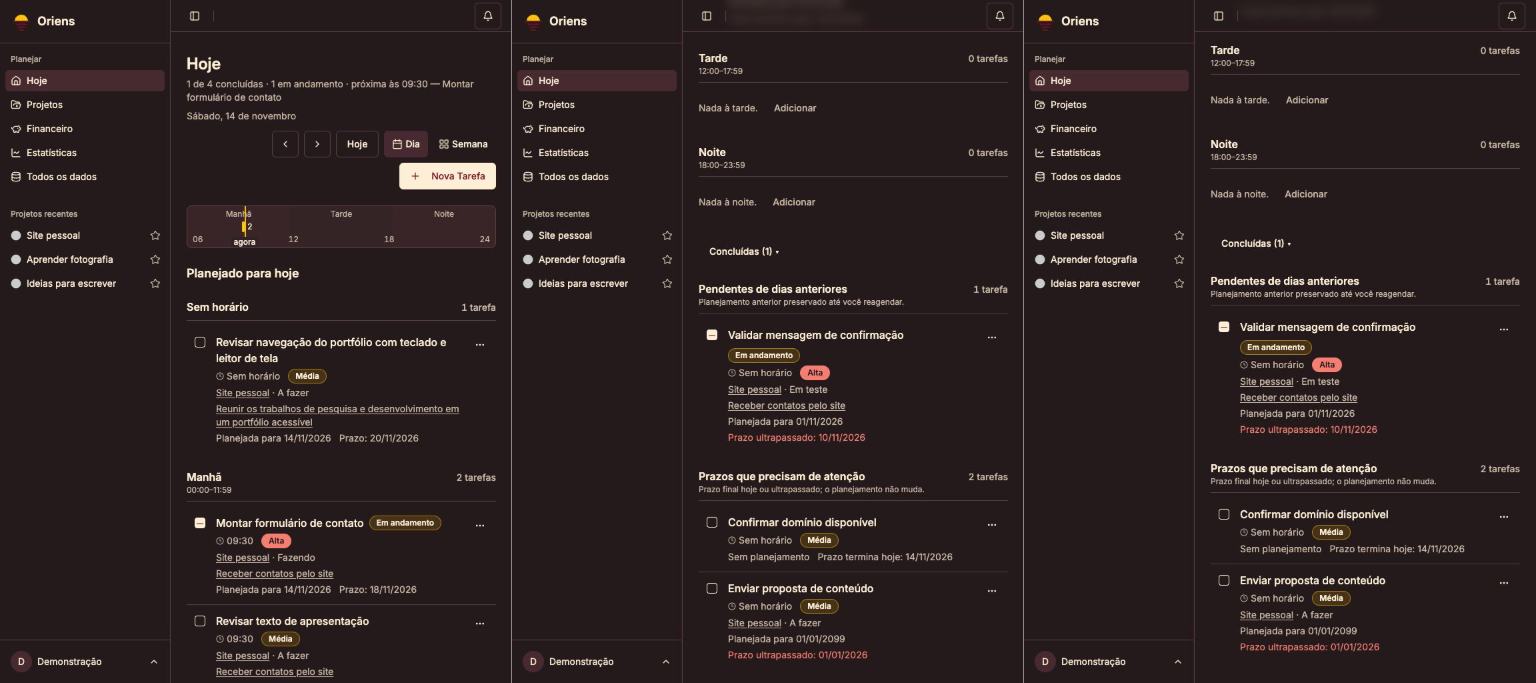 Oriens
Planejar
Hoje
Projetos
Financeiro
Estatísticas
Todos os dados
Projetos recentes
Site pessoal
Aprender fotografia
Ideias para escrever
D Demonstração
Hoje
1 de 4 concluídas · 1 em andamento · próxima às 09:30 — Montar
formulário de contato
Sábado, 14 de novembro
Hoje Dia Semana
+ Nova Tarefa
Manhã Tarde Noite
2
06 agora 12 18 24
Planejado para hoje
Sem horário 1 tarefa
Revisar navegação do portfólio com teclado e ...
leitor de tela
Sem horário Média
Site pessoal · A fazer
Reunir os trabalhos de pesquisa e desenvolvimento em
um portfólio acessível
Planejada para 14/11/2026 Prazo: 20/11/2026
Manhã 2 tarefas
00:00-11:59
Montar formulário de contato Em andamento ...
09:30 Alta
Site pessoal · Fazendo
Receber contatos pelo site
Planejada para 14/11/2026 Prazo: 18/11/2026
Revisar texto de apresentação ...
09:30 Média
Site pessoal · A fazer
Receber contatos pelo site
Oriens
Planejar
Hoje
Projetos
Financeiro
Estatísticas
Todos os dados
Projetos recentes
Site pessoal
Aprender fotografia
Ideias para escrever
D Demonstração
Tarde 0 tarefas
12:00-17:59
Nada à tarde. Adicionar
Noite 0 tarefas
18:00-23:59
Nada à noite. Adicionar
Concluídas (1) ▾
Pendentes de dias anteriores 1 tarefa
Planejamento anterior preservado até você reagendar.
Validar mensagem de confirmação ...
Em andamento
Sem horário Alta
Site pessoal · Em teste
Receber contatos pelo site
Planejada para 01/11/2026
Prazo ultrapassado: 10/11/2026
Prazos que precisam de atenção 2 tarefas
Prazo final hoje ou ultrapassado; o planejamento não muda.
Confirmar domínio disponível ...
Sem horário Média
Sem planejamento Prazo termina hoje: 14/11/2026
Enviar proposta de conteúdo ...
Sem horário Média
Site pessoal · A fazer
Planejada para 01/01/2099
Prazo ultrapassado: 01/01/2026
Oriens
Planejar
Hoje
Projetos
Financeiro
Estatísticas
Todos os dados
Projetos recentes
Site pessoal
Aprender fotografia
Ideias para escrever
D Demonstração
Tarde 0 tarefas
12:00-17:59
Nada à tarde. Adicionar
Noite 0 tarefas
18:00-23:59
Nada à noite. Adicionar
Concluídas (1) ▾
Pendentes de dias anteriores 1 tarefa
Planejamento anterior preservado até você reagendar.
Validar mensagem de confirmação ...
Em andamento
Sem horário Alta
Site pessoal · Em teste
Receber contatos pelo site
Planejada para 01/11/2026
Prazo ultrapassado: 10/11/2026
Prazos que precisam de atenção 2 tarefas
Prazo final hoje ou ultrapassado; o planejamento não muda.
Confirmar domínio disponível ...
Sem horário Média
Sem planejamento Prazo termina hoje: 14/11/2026
Enviar proposta de conteúdo ...
Sem horário Média
Site pessoal · A fazer
Planejada para 01/01/2099
Prazo ultrapassado: 01/01/2026